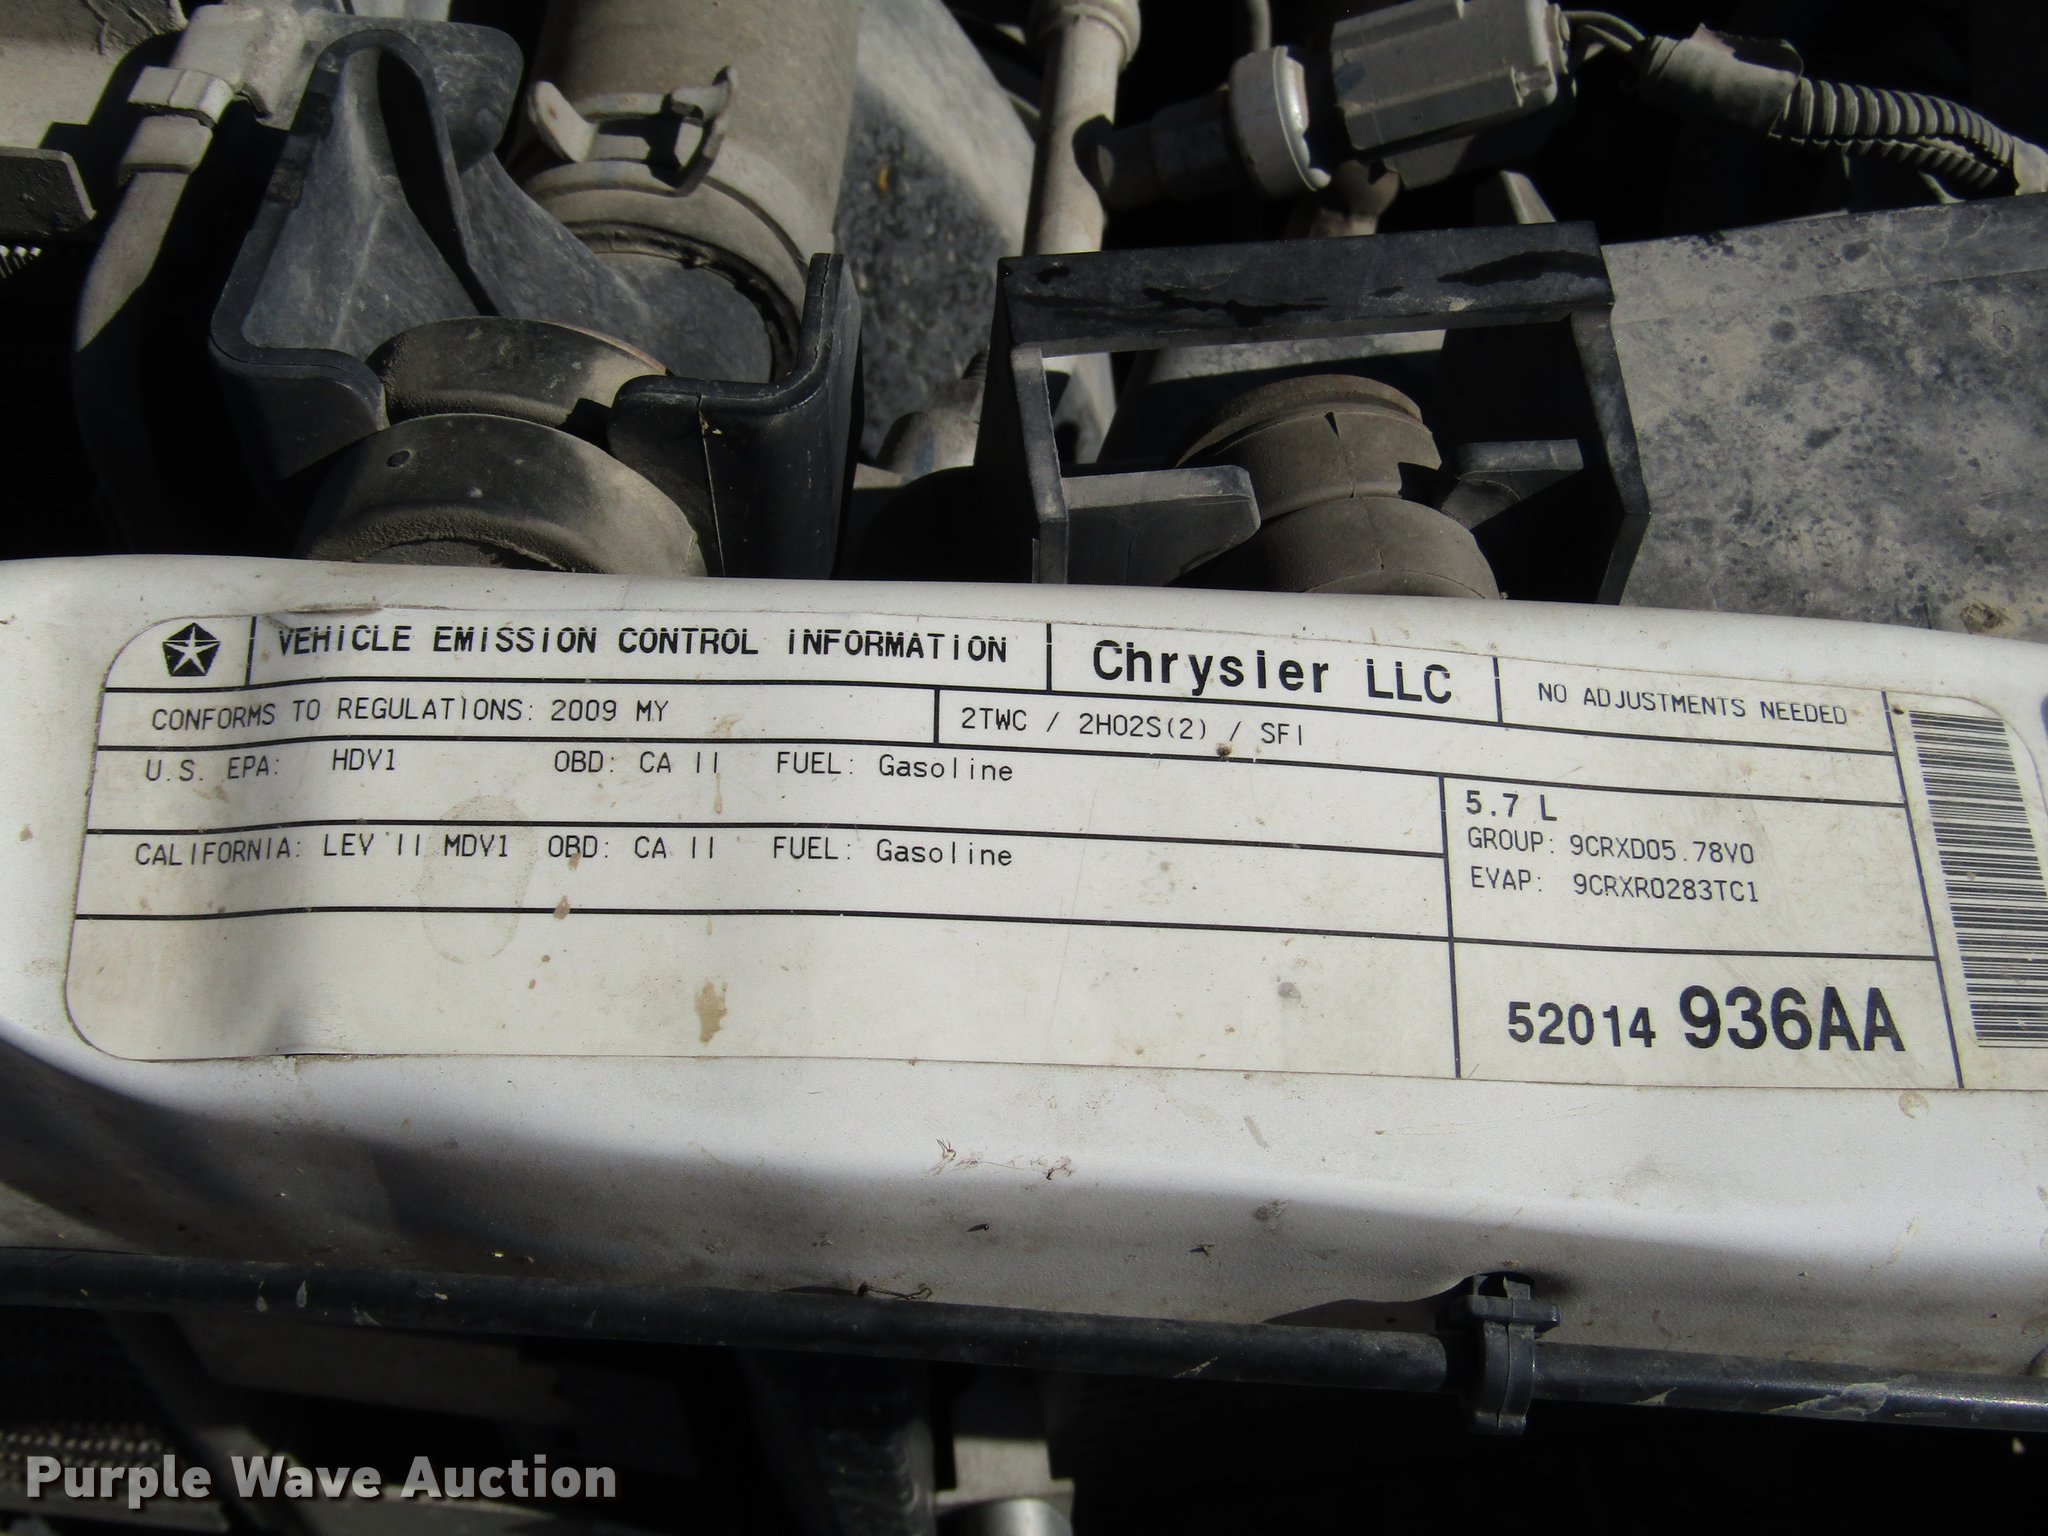 VEHICLE EMISSION CONTROL INFORMATION
Chrysler LLC
NO ADJUSTMENTS NEEDED
CONFORMS TO REGULATIONS: 2009 MY
2TWC / 2HO2S(2) / SFI
U.S. EPA: HDV1 OBD: CA II FUEL: Gasoline
CALIFORNIA: LEV II MDV1 OBD: CA II FUEL: Gasoline
5.7 L
GROUP: 9CRXD05.78V0
EVAP: 9CRXR0283TC1
52014 936AA
Purple Wave Auction